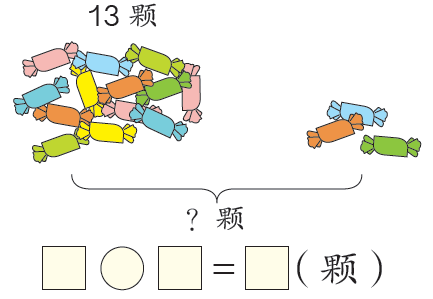 13 颗
? 颗
= ( 颗 )